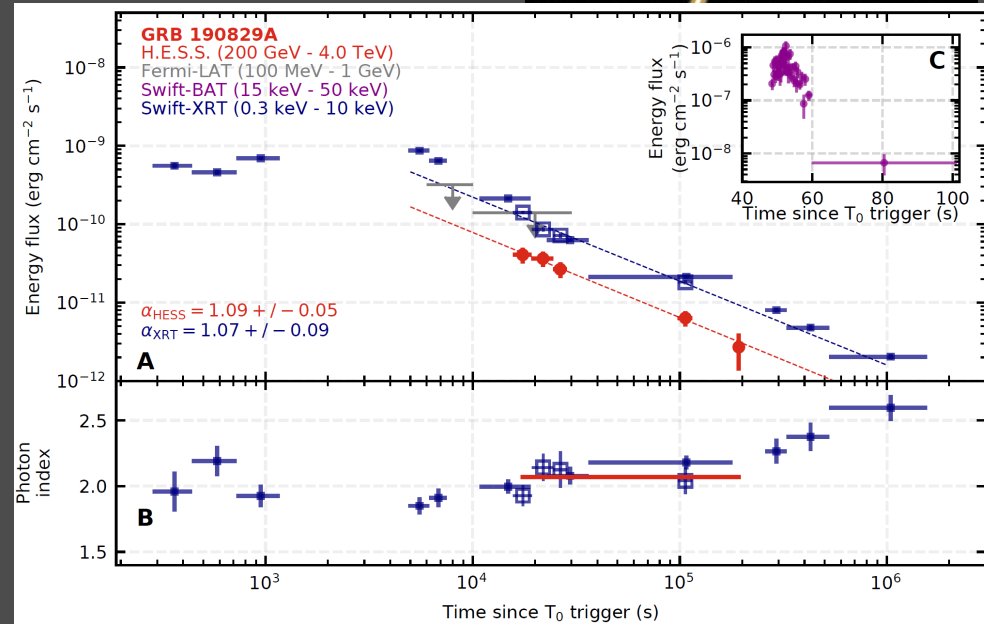 GRB 190829A
H.E.S.S. (200 GeV - 4.0 TeV)
Fermi-LAT (100 MeV - 1 GeV)
Swift-BAT (15 keV - 50 keV)
Swift-XRT (0.3 keV - 10 keV)
Energy flux (erg cm⁻² s⁻¹)
10⁻⁸
10⁻⁹
10⁻¹⁰
10⁻¹¹
10⁻¹²
α_HESS = 1.09 + / − 0.05
α_XRT = 1.07 + / − 0.09
A
Energy flux
(erg cm⁻² s⁻¹)
10⁻⁶
10⁻⁷
10⁻⁸
C
40 60 80 100
Time since T₀ trigger (s)
Photon
index
2.5
2.0
1.5
B
10³ 10⁴ 10⁵ 10⁶
Time since T₀ trigger (s)